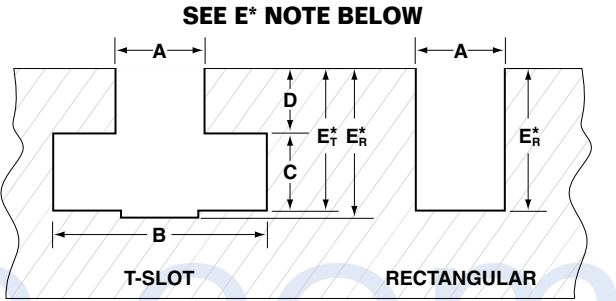 SEE E* NOTE BELOW
A A
D
E*T E*R E*R
C
B
T-SLOT RECTANGULAR